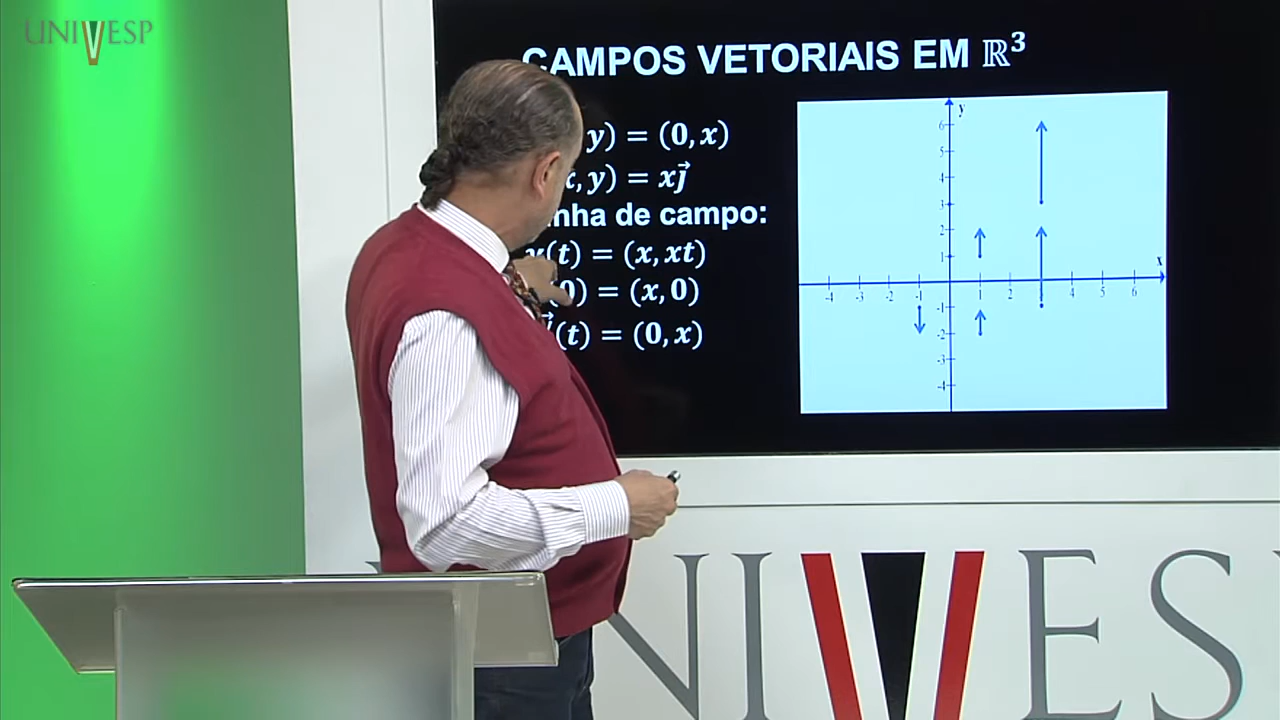 UNIVESP
CAMPOS VETORIAIS EM ℝ³
y) = (0, x)
x, y) = xj⃗
nha de campo:
γ(t) = (x, xt)
0) = (x, 0)
(t) = (0, x)
y
6
5
4
3
2
1
x
-4 -3 -2 -1 1 2 4 5 6
-1
-2
-3
-4
UNIVESP